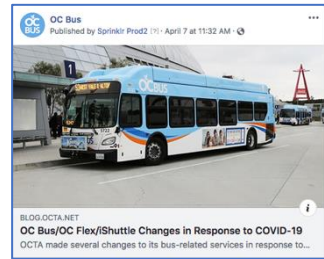 OC BUS
OC Bus
Published by Sprinklr Prod2 [?] · April 7 at 11:32 AM ·
1
OC BUS
5722
BLOG.OCTA.NET
OC Bus/OC Flex/iShuttle Changes in Response to COVID-19
OCTA made several changes to its bus-related services in response to...